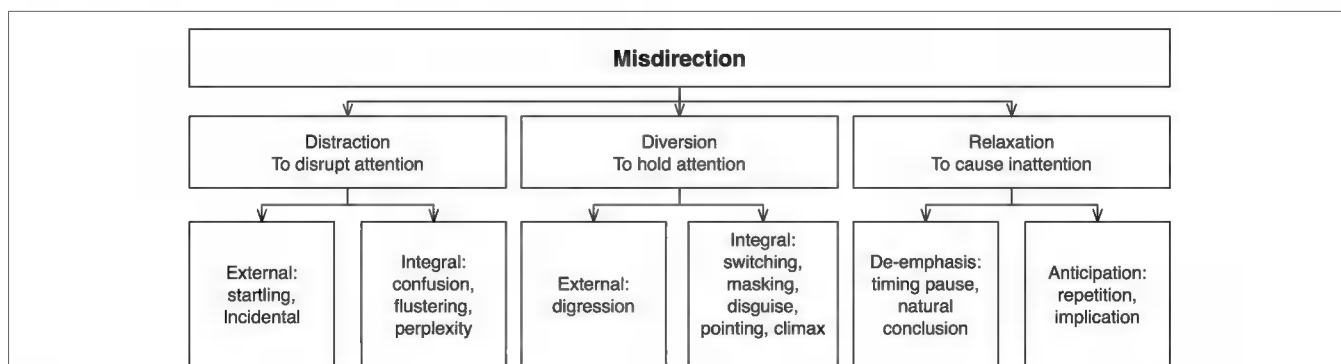 Misdirection
Distraction
To disrupt attention
Diversion
To hold attention
Relaxation
To cause inattention
External:
startling,
Incidental
Integral:
confusion,
flustering,
perplexity
External:
digression
Integral:
switching,
masking,
disguise,
pointing, climax
De-emphasis:
timing pause,
natural
conclusion
Anticipation:
repetition,
implication